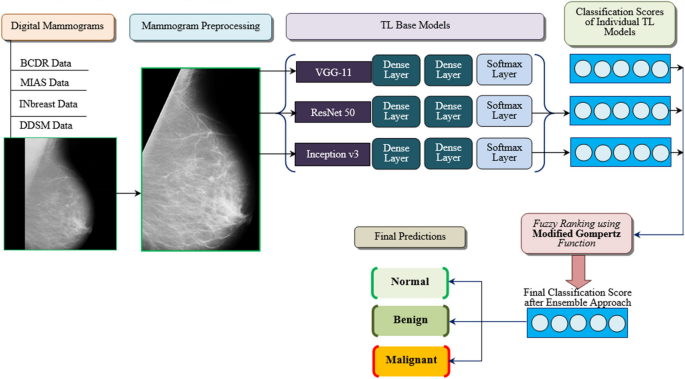 Digital Mammograms
Mammogram Preprocessing
TL Base Models
Classification Scores
of Individual TL
Models
BCDR Data
MIAS Data
INbreast Data
DDSM Data
VGG-11
Dense
Layer
Dense
Layer
Softmax
Layer
ResNet 50
Dense
Layer
Dense
Layer
Softmax
Layer
Inception v3
Dense
Layer
Dense
Layer
Softmax
Layer
Fuzzy Ranking using
Modified Gompertz
Function
Final Classification Score
after Ensemble Approach
Final Predictions
Normal
Benign
Malignant